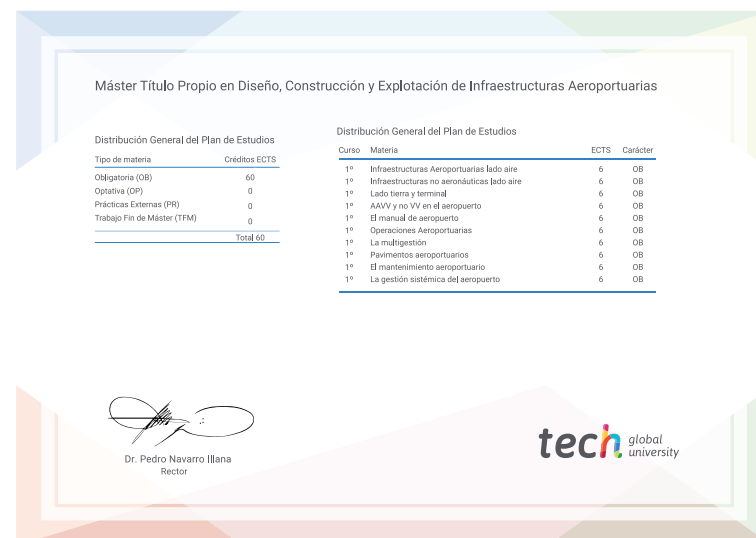 Máster Título Propio en Diseño, Construcción y Explotación de Infraestructuras Aeroportuarias
Distribución General del Plan de Estudios
Tipo de materia Créditos ECTS
Obligatoria (OB) 60
Optativa (OP) 0
Prácticas Externas (PR) 0
Trabajo Fin de Máster (TFM) 0
Total 60
Distribución General del Plan de Estudios
Curso Materia ECTS Carácter
1º Infraestructuras Aeroportuarias lado aire 6 OB
1º Infraestructuras no aeronáuticas lado aire 6 OB
1º Lado tierra y terminal 6 OB
1º AAVV y no VV en el aeropuerto 6 OB
1º El manual de aeropuerto 6 OB
1º Operaciones Aeroportuarias 6 OB
1º La multigestión 6 OB
1º Pavimentos aeroportuarios 6 OB
1º El mantenimiento aeroportuario 6 OB
1º La gestión sistémica del aeropuerto 6 OB
Dr. Pedro Navarro Illana
Rector
tech global
university